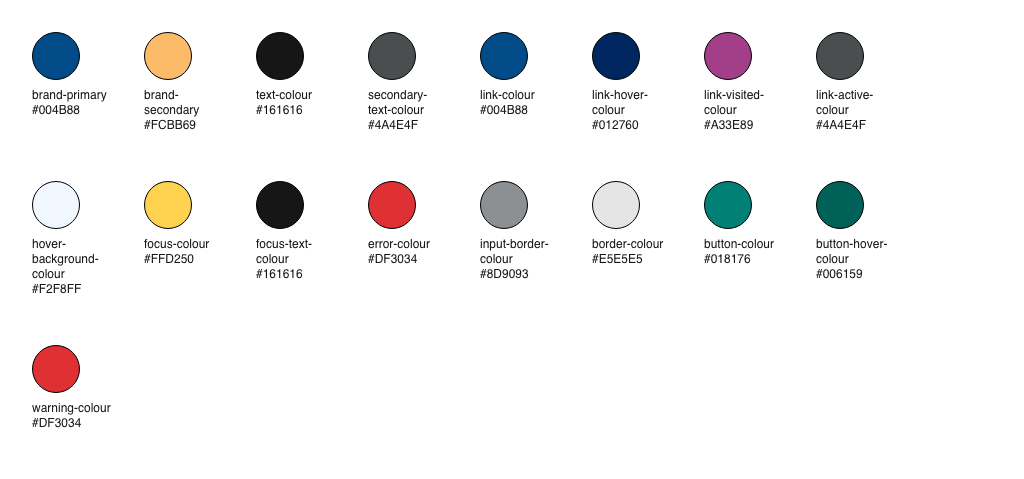 brand-primary
#004B88
brand-
secondary
#FCBB69
text-colour
#161616
secondary-
text-colour
#4A4E4F
link-colour
#004B88
link-hover-
colour
#012760
link-visited-
colour
#A33E89
link-active-
colour
#4A4E4F
hover-
background-
colour
#F2F8FF
focus-colour
#FFD250
focus-text-
colour
#161616
error-colour
#DF3034
input-border-
colour
#8D9093
border-colour
#E5E5E5
button-colour
#018176
button-hover-
colour
#006159
warning-colour
#DF3034